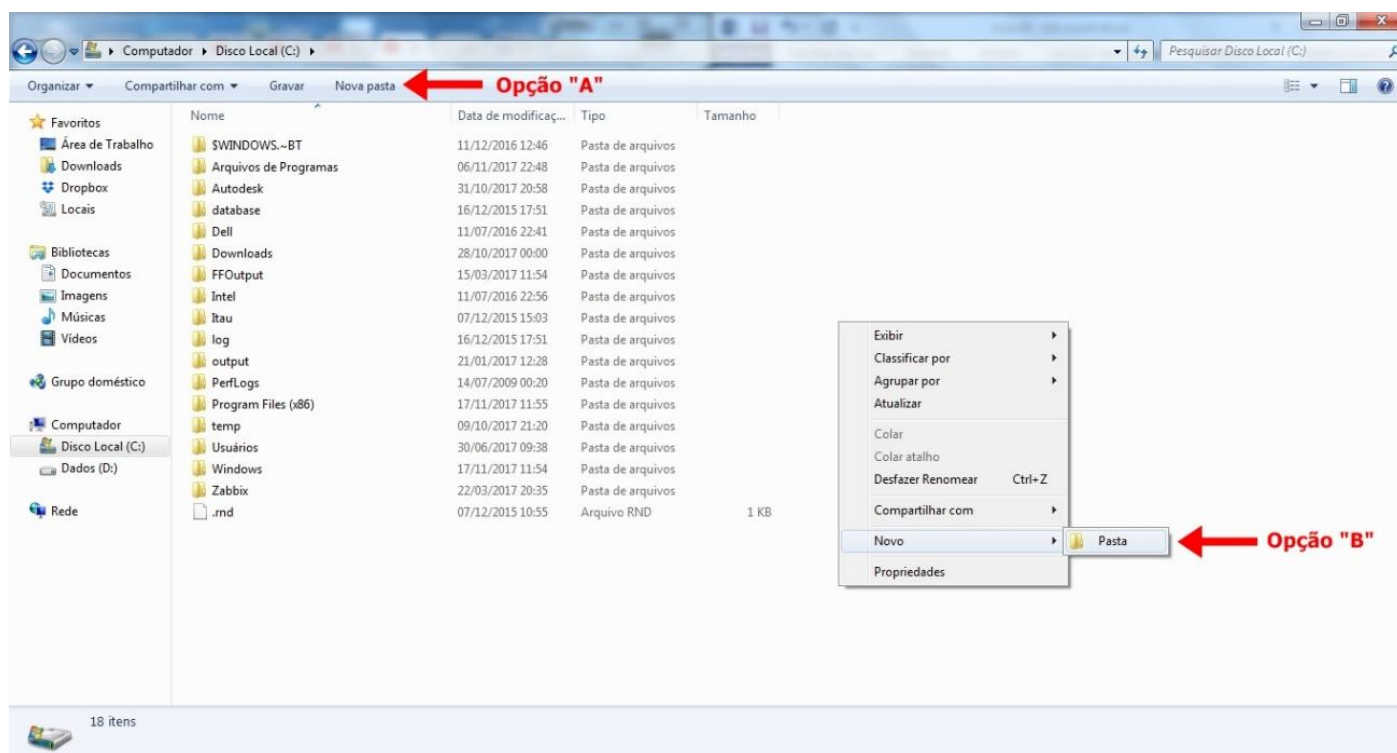 Computador Disco Local (C:)
Pesquisar Disco Local (C:)
Organizar Compartilhar com Gravar Nova pasta Opção "A"
Favoritos
Área de Trabalho
Downloads
Dropbox
Locais
Bibliotecas
Documentos
Imagens
Músicas
Vídeos
Grupo doméstico
Computador
Disco Local (C:)
Dados (D:)
Rede
Nome Data de modificaç... Tipo Tamanho
$WINDOWS.~BT 11/12/2016 12:46 Pasta de arquivos
Arquivos de Programas 06/11/2017 22:48 Pasta de arquivos
Autodesk 31/10/2017 20:58 Pasta de arquivos
database 16/12/2015 17:51 Pasta de arquivos
Dell 11/07/2016 22:41 Pasta de arquivos
Downloads 28/10/2017 00:00 Pasta de arquivos
FFOutput 15/03/2017 11:54 Pasta de arquivos
Intel 11/07/2016 22:56 Pasta de arquivos
Itau 07/12/2015 15:03 Pasta de arquivos
log 16/12/2015 17:51 Pasta de arquivos
output 21/01/2017 12:28 Pasta de arquivos
PerfLogs 14/07/2009 00:20 Pasta de arquivos
Program Files (x86) 17/11/2017 11:55 Pasta de arquivos
temp 09/10/2017 21:20 Pasta de arquivos
Usuários 30/06/2017 09:38 Pasta de arquivos
Windows 17/11/2017 11:54 Pasta de arquivos
Zabbix 22/03/2017 20:35 Pasta de arquivos
.rnd 07/12/2015 10:55 Arquivo RND 1 KB
Exibir
Classificar por
Agrupar por
Atualizar
Colar
Colar atalho
Desfazer Renomear Ctrl+Z
Compartilhar com
Novo Pasta Opção "B"
Propriedades
18 itens